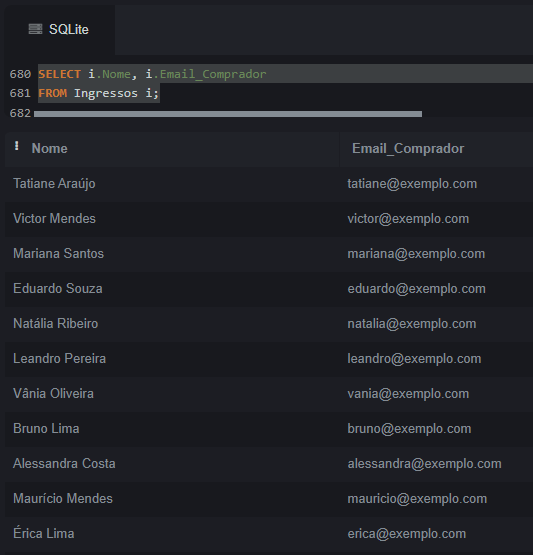 SQLite
680 SELECT i.Nome, i.Email_Comprador
681 FROM Ingressos i;
682
Nome Email_Comprador
Tatiane Araújo tatiane@exemplo.com
Victor Mendes victor@exemplo.com
Mariana Santos mariana@exemplo.com
Eduardo Souza eduardo@exemplo.com
Natália Ribeiro natalia@exemplo.com
Leandro Pereira leandro@exemplo.com
Vânia Oliveira vania@exemplo.com
Bruno Lima bruno@exemplo.com
Alessandra Costa alessandra@exemplo.com
Maurício Mendes mauricio@exemplo.com
Érica Lima erica@exemplo.com